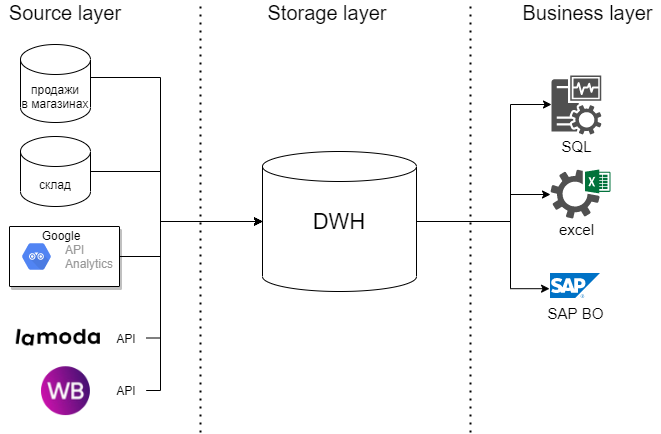 Source layer
Storage layer
Business layer
продажи
в магазинах
склад
Google
API
Analytics
lamoda API
WB API
DWH
SQL
X
excel
SAP
SAP BO